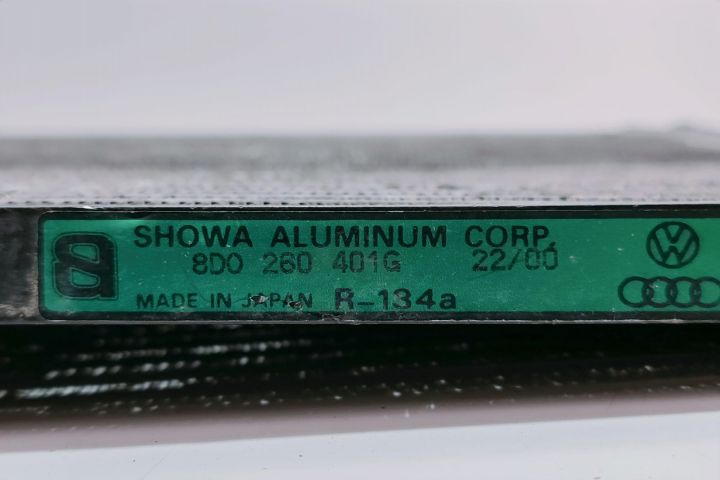 SHOWA ALUMINUM CORP.
8D0 260 401G 22/00
MADE IN JAPAN R-134a